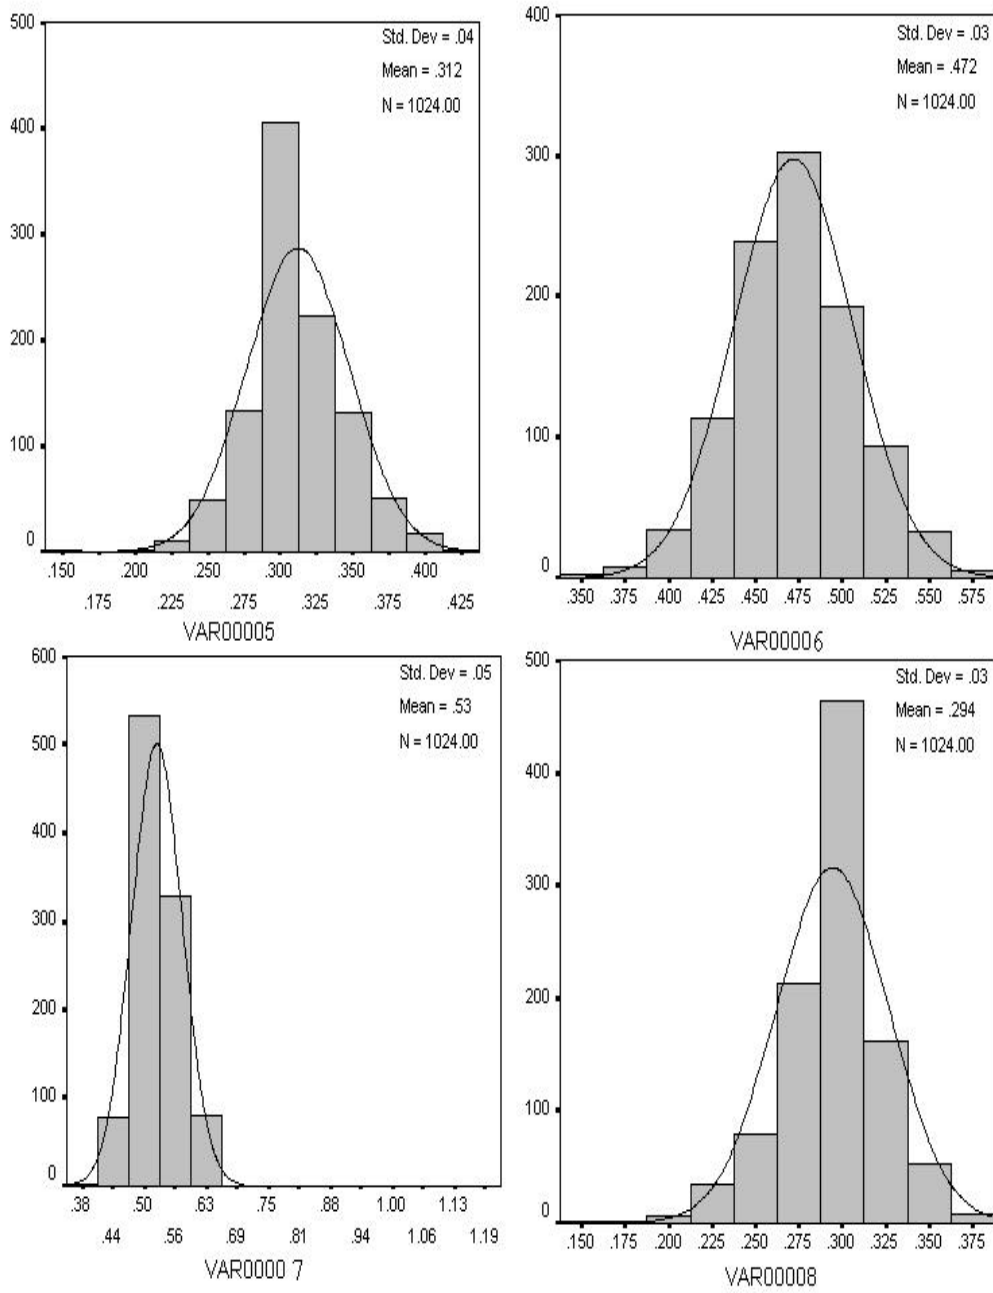 500
400
300
200
100
0
Std. Dev = .04
Mean = .312
N = 1024.00
.150 .200 .250 .300 .350 .400
.175 .225 .275 .325 .375 .425
VAR00005
400
300
200
100
0
Std. Dev = .03
Mean = .472
N = 1024.00
.350 .375 .400 .425 .450 .475 .500 .525 .550 .575
VAR00006
600
500
400
300
200
100
0
Std. Dev = .05
Mean = .53
N = 1024.00
.38 .50 .63 .75 .88 1.00 1.13
.44 .56 .69 .81 .94 1.06 1.19
VAR0000 7
500
400
300
200
100
0
Std. Dev = .03
Mean = .294
N = 1024.00
.150 .175 .200 .225 .250 .275 .300 .325 .350 .375
VAR00008